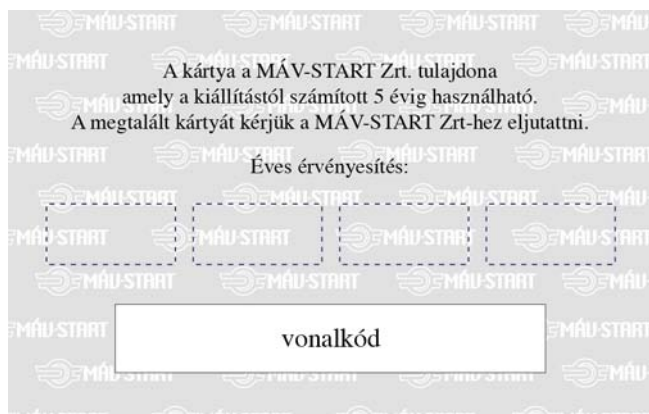 A kártya a MÁV-START Zrt. tulajdona
amely a kiállítástól számított 5 évig használható.
A megtalált kártyát kérjük a MÁV-START Zrt-hez eljutattni.
Éves érvényesítés:
vonalkód